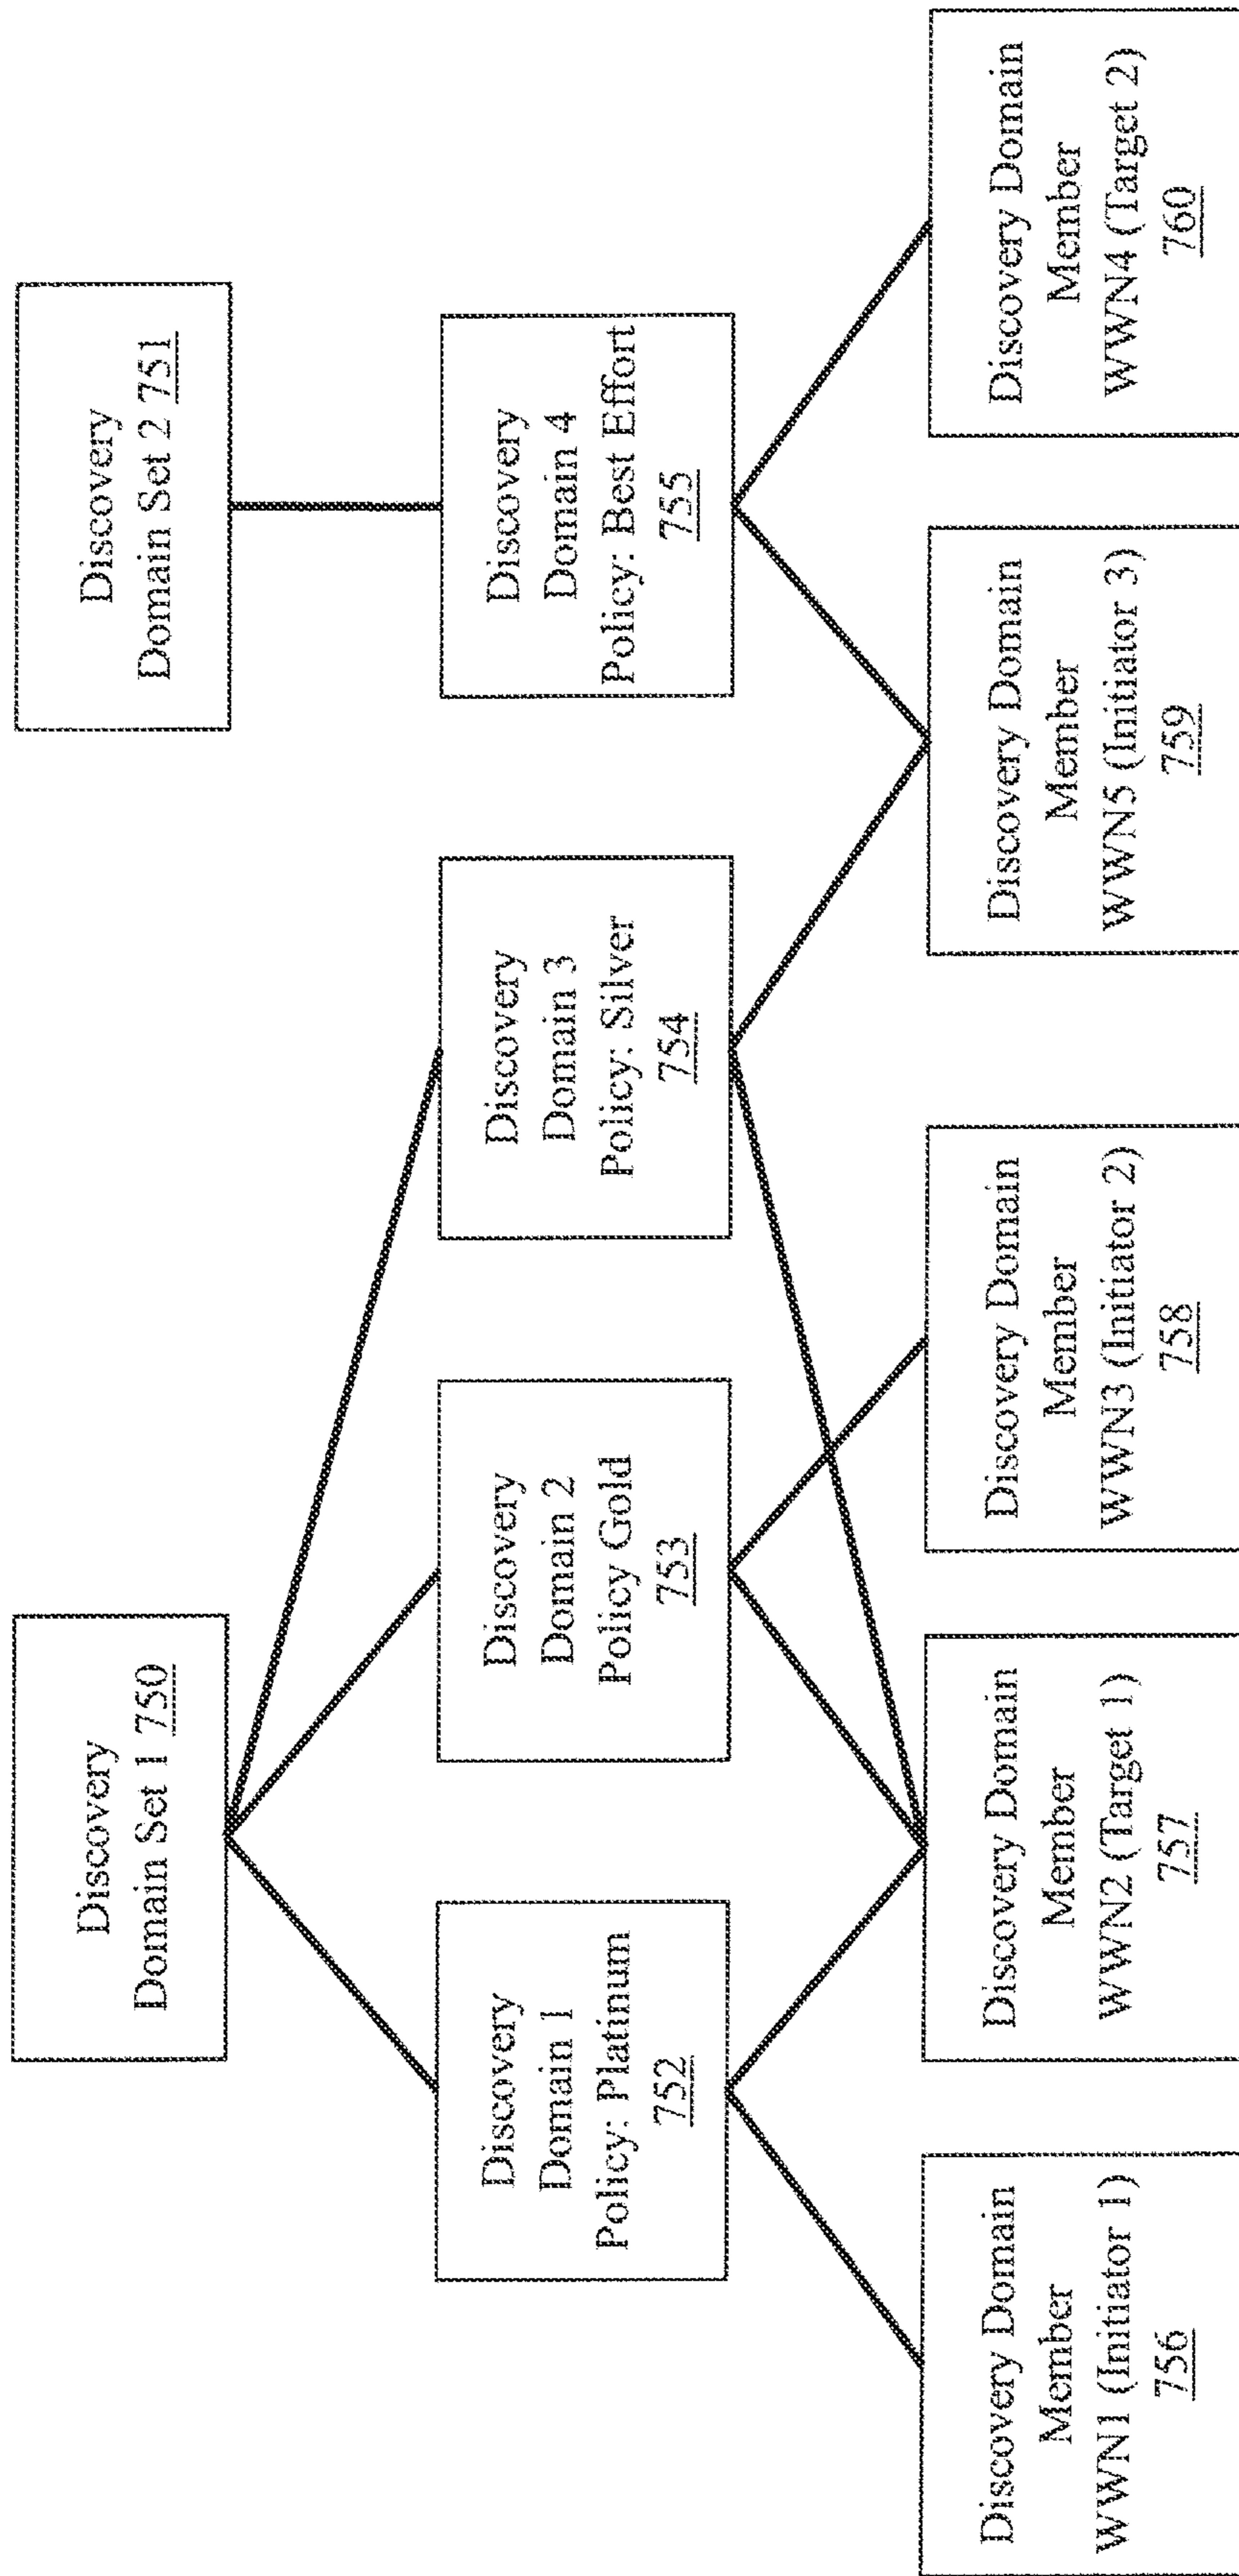 Discovery
Domain Set 1 750
Discovery
Domain Set 2 751
Discovery
Domain 1
Policy: Platinum
752
Discovery
Domain 2
Policy Gold
753
Discovery
Domain 3
Policy: Silver
754
Discovery
Domain 4
Policy: Best Effort
755
Discovery Domain
Member
WWN1 (Initiator 1)
756
Discovery Domain
Member
WWN2 (Target 1)
757
Discovery Domain
Member
WWN3 (Initiator 2)
758
Discovery Domain
Member
WWN5 (Initiator 3)
759
Discovery Domain
Member
WWN4 (Target 2)
760